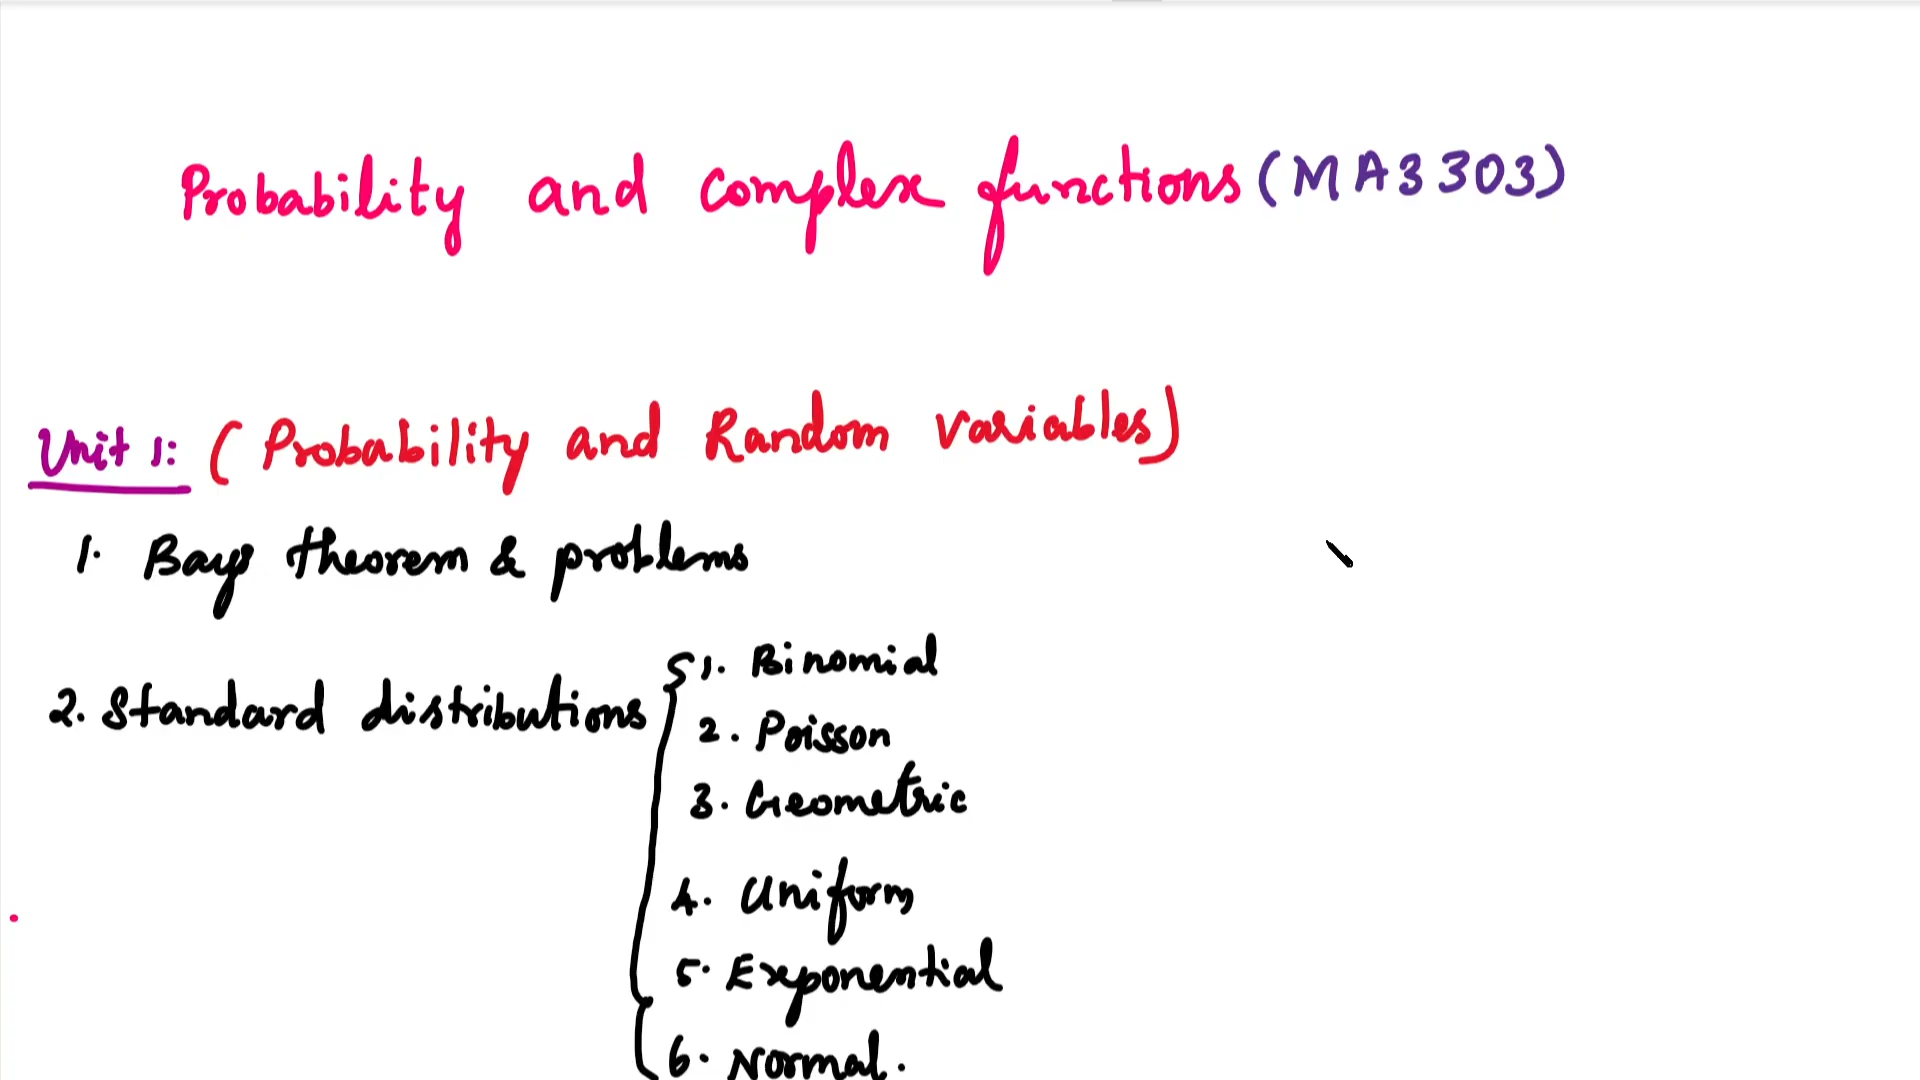 Probability and complex functions (MA3303)
Unit 1: (Probability and Random variables)
1. Bays theorem & problems
2. Standard distributions
1. Binomial
2. Poisson
3. Geometric
4. Uniform
5. Exponential
6. Normal.